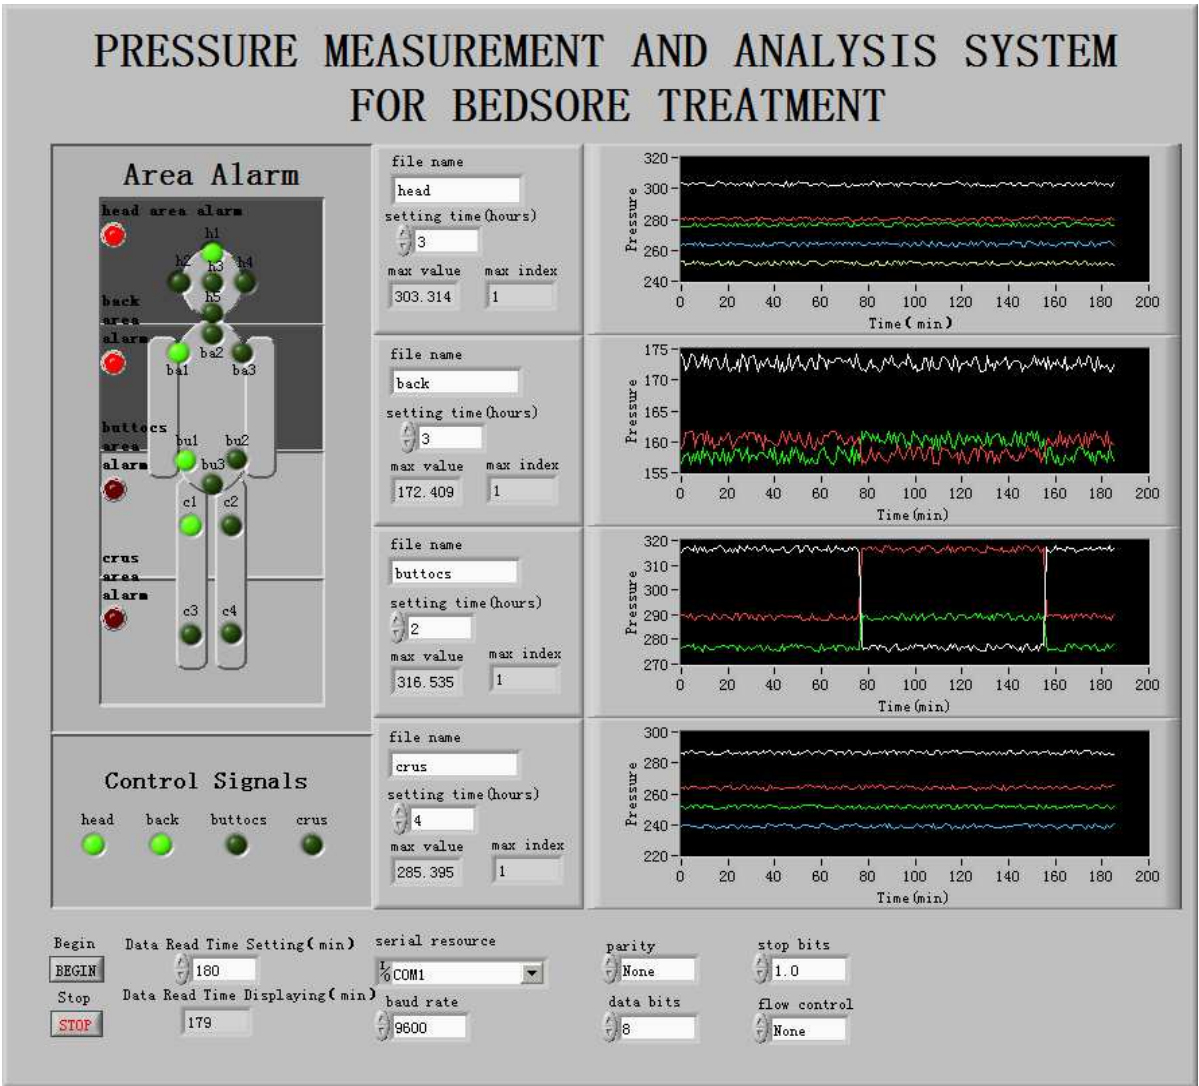 PRESSURE MEASUREMENT AND ANALYSIS SYSTEM
FOR BEDSORE TREATMENT
Area Alarm
head area alarm
h1
h2
h3
h4
h5
back
area
alarm
ba1
ba2
ba3
buttocs
area
alarm
bu1
bu2
bu3
c1
c2
crus
area
alarm
c3
c4
Control Signals
head back buttocs crus
file name
head
setting time(hours)
3
max value max index
303.314 1
file name
back
setting time(hours)
3
max value max index
172.409 1
file name
buttocs
setting time(hours)
2
max value max index
316.535 1
file name
crus
setting time(hours)
4
max value max index
285.395 1
Pressure
320
300
280
260
240
0 20 40 60 80 100 120 140 160 180 200
Time(min)
Pressure
175
170
165
160
155
0 20 40 60 80 100 120 140 160 180 200
Time(min)
Pressure
320
310
300
290
280
270
0 20 40 60 80 100 120 140 160 180 200
Time(min)
Pressure
300
280
260
240
220
0 20 40 60 80 100 120 140 160 180 200
Time(min)
Begin
BEGIN
Stop
STOP
Data Read Time Setting(min)
180
Data Read Time Displaying(min)
179
serial resource
I/O COM1
baud rate
9600
parity
None
data bits
8
stop bits
1.0
flow control
None